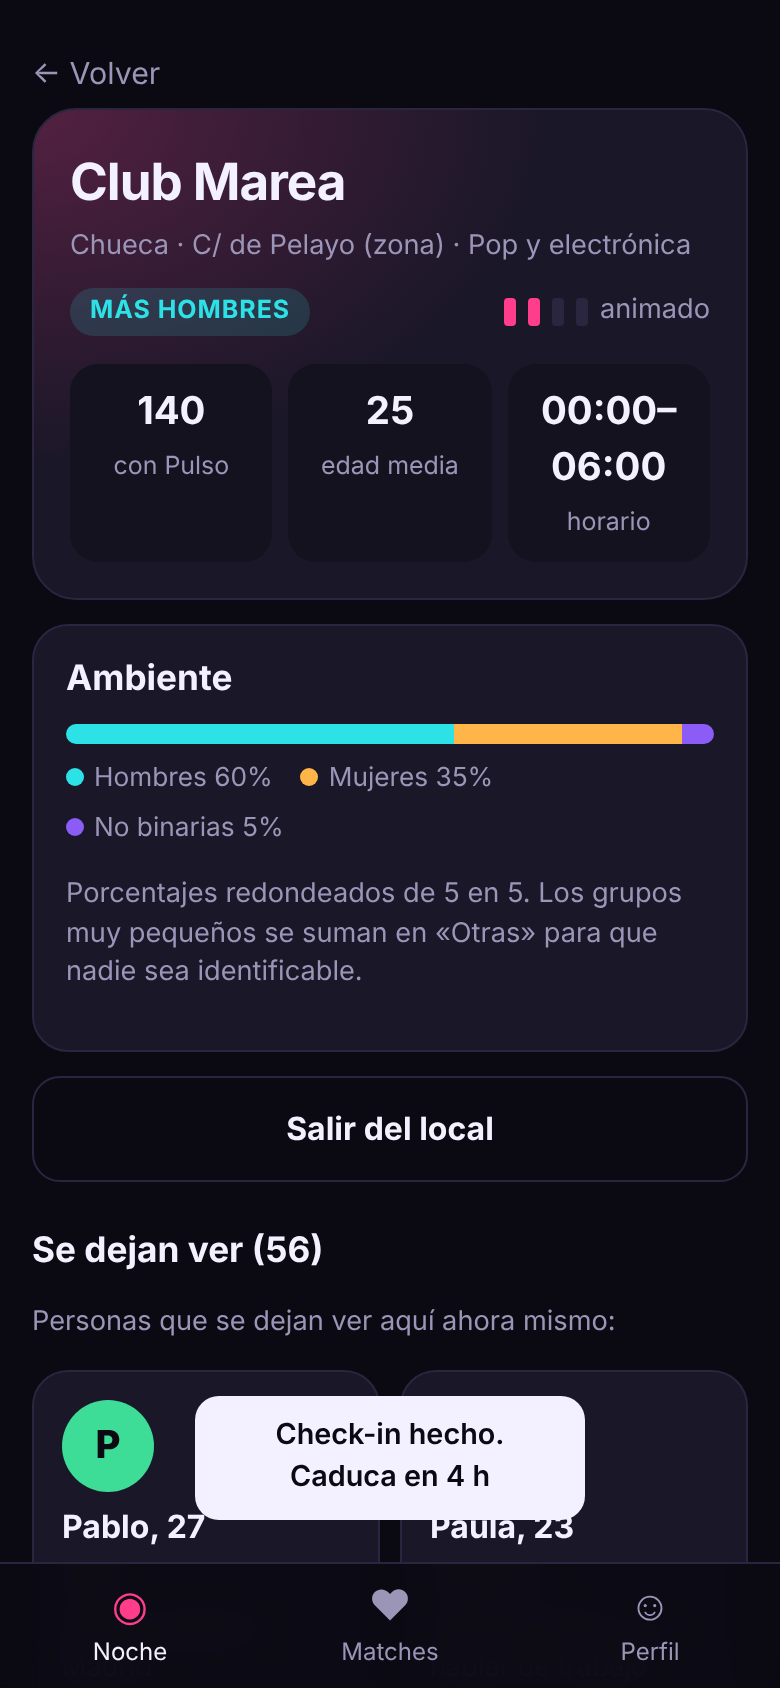 ← Volver
Club Marea
Chueca · C/ de Pelayo (zona) · Pop y electrónica
MÁS HOMBRES
animado
140
con Pulso
25
edad media
00:00–
06:00
horario
Ambiente
Hombres 60% Mujeres 35%
No binarias 5%
Porcentajes redondeados de 5 en 5. Los grupos
muy pequeños se suman en «Otras» para que
nadie sea identificable.
Salir del local
Se dejan ver (56)
Personas que se dejan ver aquí ahora mismo:
P
Check-in hecho.
Caduca en 4 h
Pablo, 27
Paula, 23
Noche
Matches
Perfil